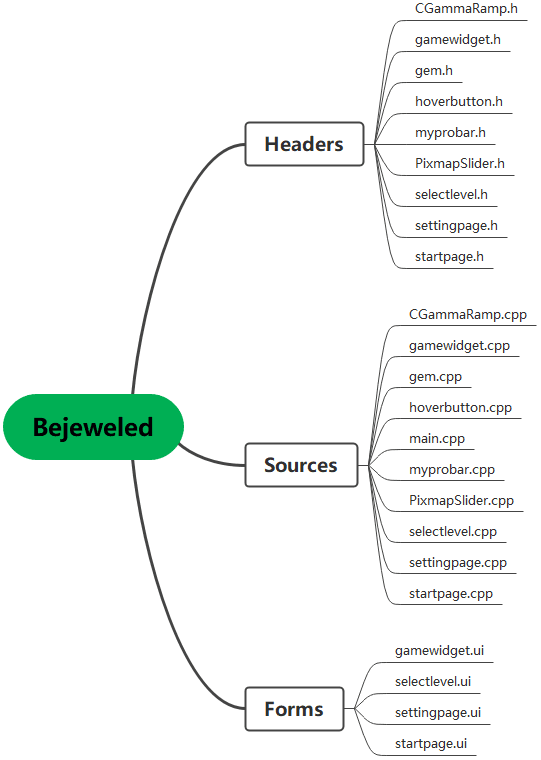 Bejeweled
Headers
CGammaRamp.h
gamewidget.h
gem.h
hoverbutton.h
myprobar.h
PixmapSlider.h
selectlevel.h
settingpage.h
startpage.h
Sources
CGammaRamp.cpp
gamewidget.cpp
gem.cpp
hoverbutton.cpp
main.cpp
myprobar.cpp
PixmapSlider.cpp
selectlevel.cpp
settingpage.cpp
startpage.cpp
Forms
gamewidget.ui
selectlevel.ui
settingpage.ui
startpage.ui